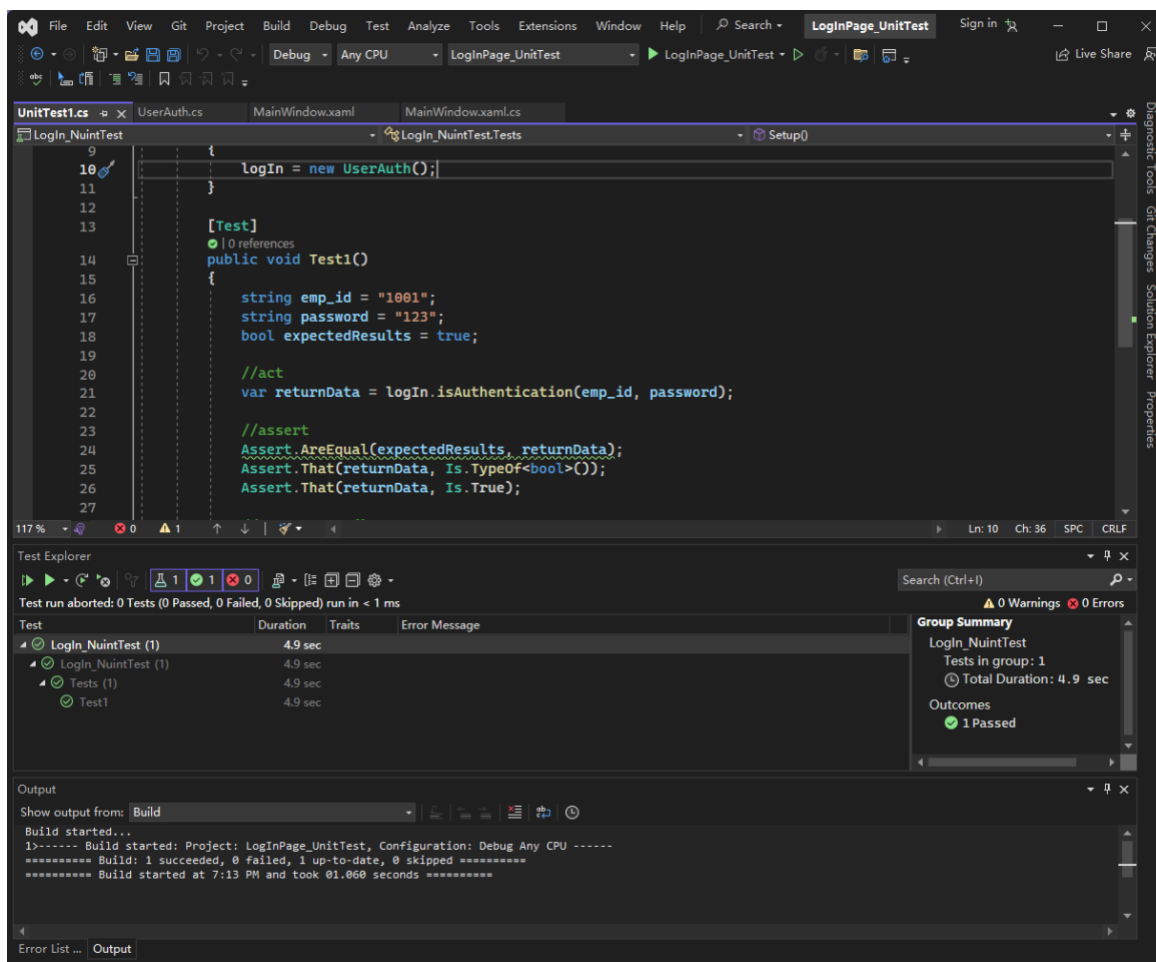 File Edit View Git Project Build Debug Test Analyze Tools Extensions Window Help Search LogInPage_UnitTest Sign in
Debug Any CPU LogInPage_UnitTest LogInPage_UnitTest Live Share
UnitTest1.cs UserAuth.cs MainWindow.xaml MainWindow.xaml.cs
LogIn_NuintTest LogIn_NuintTest.Tests Setup()
9 {
10 logIn = new UserAuth();
11 }
12
13 [Test]
0 references
14 public void Test1()
15 {
16 string emp_id = "1001";
17 string password = "123";
18 bool expectedResults = true;
19
20 //act
21 var returnData = logIn.isAuthentication(emp_id, password);
22
23 //assert
24 Assert.AreEqual(expectedResults, returnData);
25 Assert.That(returnData, Is.TypeOf<bool>());
26 Assert.That(returnData, Is.True);
27
117 % 0 1 Ln: 10 Ch: 36 SPC CRLF
Diagnostic Tools
Git Changes
Solution Explorer
Properties
Test Explorer
1 1 0 Search (Ctrl+I)
Test run aborted: 0 Tests (0 Passed, 0 Failed, 0 Skipped) run in < 1 ms 0 Warnings 0 Errors
Test Duration Traits Error Message
LogIn_NuintTest (1) 4.9 sec
LogIn_NuintTest (1) 4.9 sec
Tests (1) 4.9 sec
Test1 4.9 sec
Group Summary
LogIn_NuintTest
Tests in group: 1
Total Duration: 4.9 sec
Outcomes
1 Passed
Output
Show output from: Build
Build started...
1>------ Build started: Project: LogInPage_UnitTest, Configuration: Debug Any CPU ------
========== Build: 1 succeeded, 0 failed, 1 up-to-date, 0 skipped ==========
========== Build started at 7:13 PM and took 01.060 seconds ==========
Error List ... Output